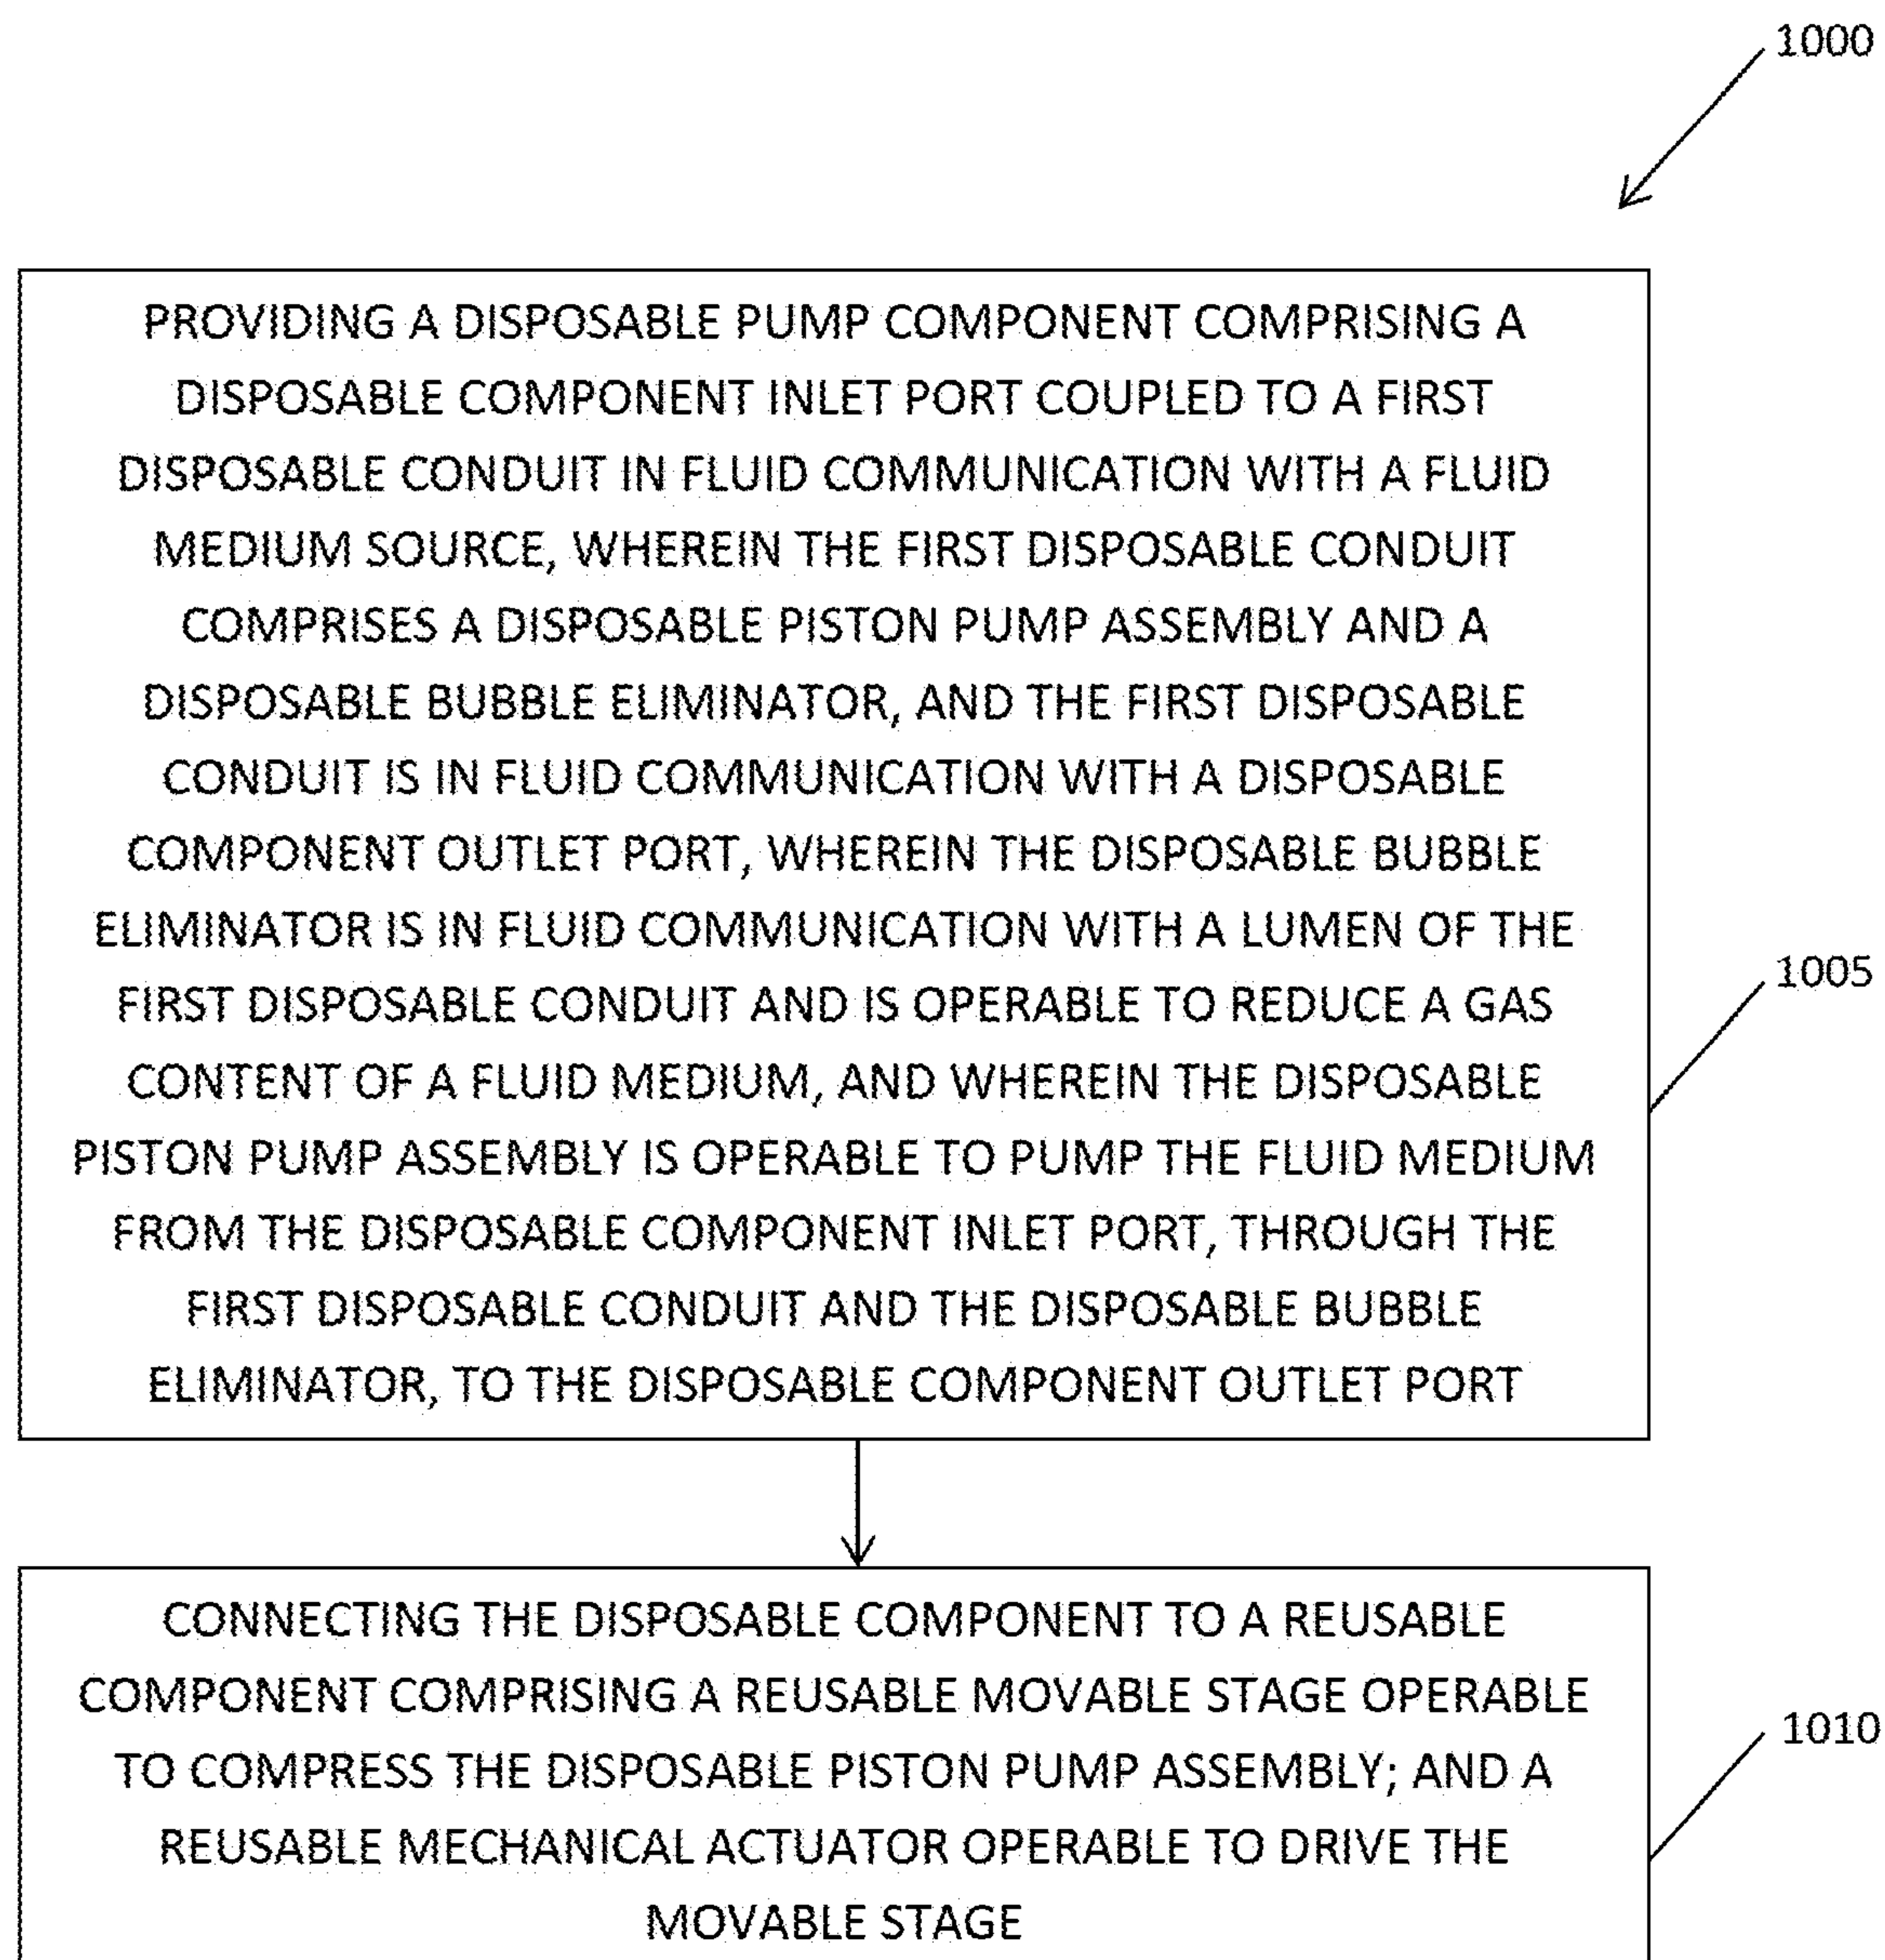 1000
PROVIDING A DISPOSABLE PUMP COMPONENT COMPRISING A
DISPOSABLE COMPONENT INLET PORT COUPLED TO A FIRST
DISPOSABLE CONDUIT IN FLUID COMMUNICATION WITH A FLUID
MEDIUM SOURCE, WHEREIN THE FIRST DISPOSABLE CONDUIT
COMPRISES A DISPOSABLE PISTON PUMP ASSEMBLY AND A
DISPOSABLE BUBBLE ELIMINATOR, AND THE FIRST DISPOSABLE
CONDUIT IS IN FLUID COMMUNICATION WITH A DISPOSABLE
COMPONENT OUTLET PORT, WHEREIN THE DISPOSABLE BUBBLE
ELIMINATOR IS IN FLUID COMMUNICATION WITH A LUMEN OF THE
FIRST DISPOSABLE CONDUIT AND IS OPERABLE TO REDUCE A GAS
CONTENT OF A FLUID MEDIUM, AND WHEREIN THE DISPOSABLE
PISTON PUMP ASSEMBLY IS OPERABLE TO PUMP THE FLUID MEDIUM
FROM THE DISPOSABLE COMPONENT INLET PORT, THROUGH THE
FIRST DISPOSABLE CONDUIT AND THE DISPOSABLE BUBBLE
ELIMINATOR, TO THE DISPOSABLE COMPONENT OUTLET PORT
1005
CONNECTING THE DISPOSABLE COMPONENT TO A REUSABLE
COMPONENT COMPRISING A REUSABLE MOVABLE STAGE OPERABLE
TO COMPRESS THE DISPOSABLE PISTON PUMP ASSEMBLY; AND A
REUSABLE MECHANICAL ACTUATOR OPERABLE TO DRIVE THE
MOVABLE STAGE
1010